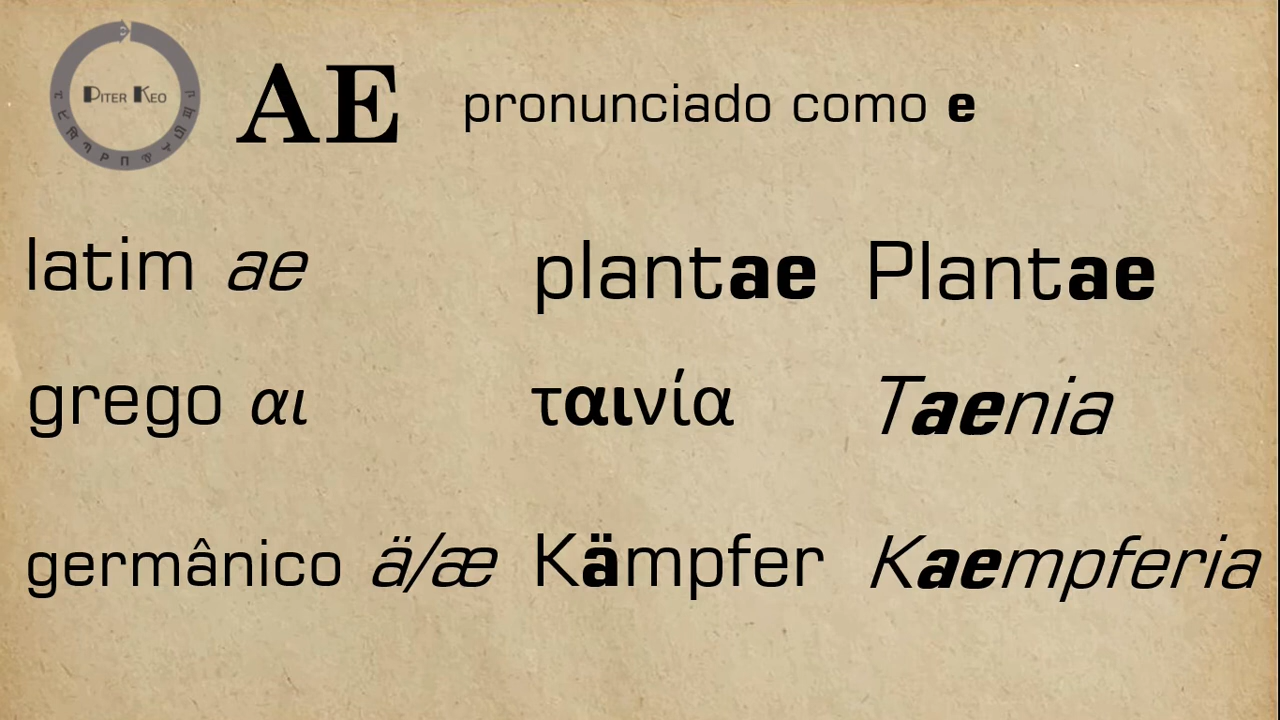 PITER KEO
AE pronunciado como e
latim ae plantae Plantae
grego αι ταινία Taenia
germânico ä/æ Kämpfer Kaempferia